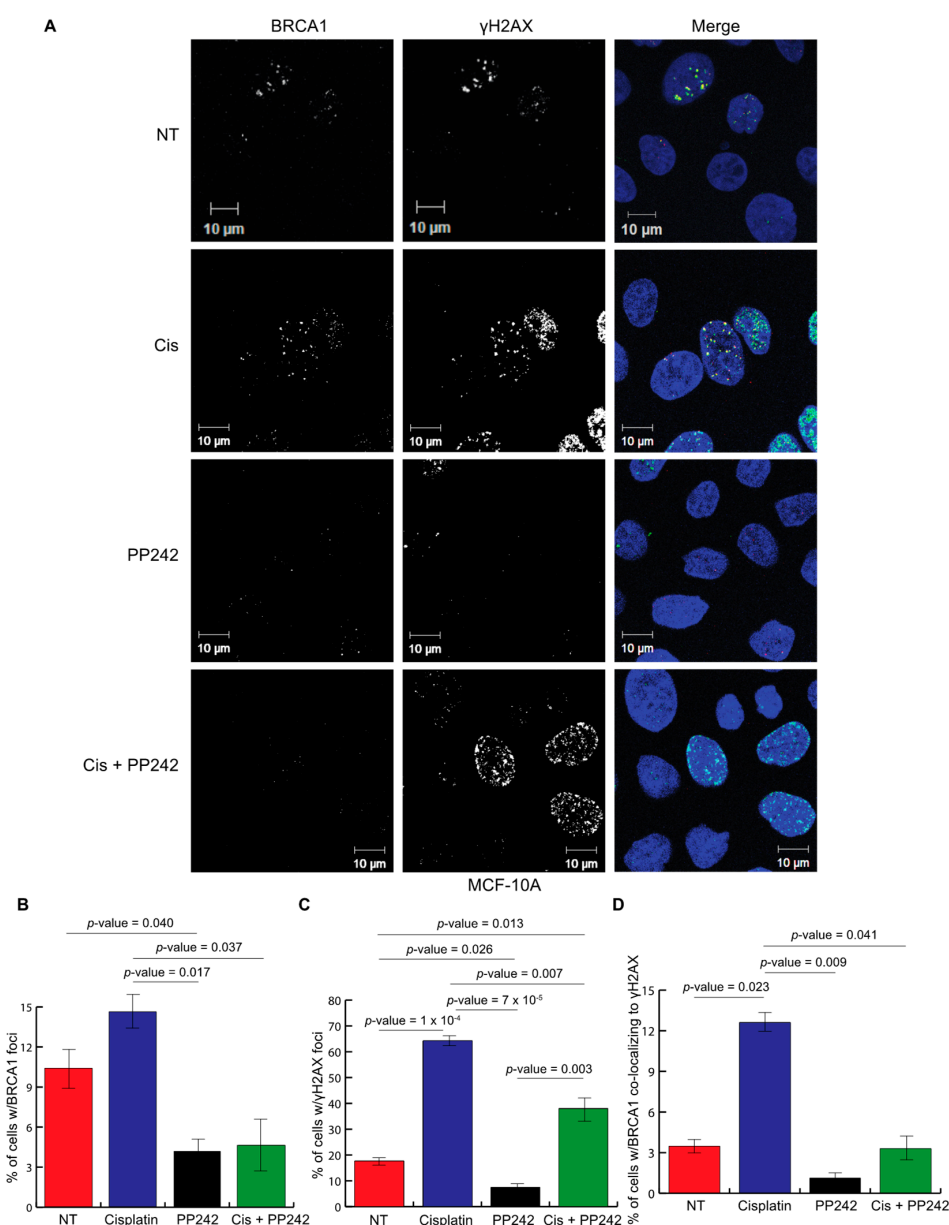 A
BRCA1 γH2AX Merge
NT
10 µm 10 µm 10 µm
Cis
10 µm 10 µm 10 µm
PP242
10 µm 10 µm 10 µm
Cis + PP242
10 µm 10 µm 10 µm
MCF-10A
B
p-value = 0.040
p-value = 0.037
p-value = 0.017
% of cells w/BRCA1 foci
15
12
9
6
3
0
NT Cisplatin PP242 Cis + PP242
C
p-value = 0.013
p-value = 0.026
p-value = 0.007
p-value = 7 x 10-5
p-value = 1 x 10-4
p-value = 0.003
% of cells w/γH2AX foci
80
70
60
50
40
30
20
10
0
NT Cisplatin PP242 Cis + PP242
D
p-value = 0.041
p-value = 0.009
p-value = 0.023
% of cells w/BRCA1 co-localizing to γH2AX
15
12
9
6
3
0
NT Cisplatin PP242 Cis + PP242